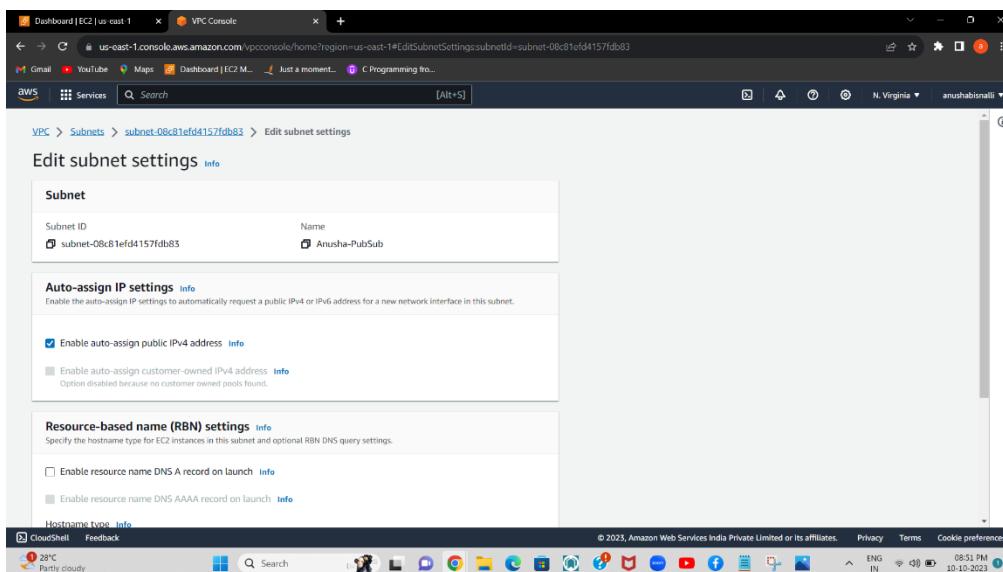 Dashboard | EC2 | us-east-1
VPC Console
us-east-1.console.aws.amazon.com/vpcconsole/home?region=us-east-1#EditSubnetSettings:subnetId=subnet-08c81efd4157fdb83
Gmail YouTube Maps Dashboard | EC2 M... Just a moment... C Programming fro...
aws Services Search [Alt+S] N. Virginia anushabisnalli
VPC > Subnets > subnet-08c81efd4157fdb83 > Edit subnet settings
Edit subnet settings Info
Subnet
Subnet ID Name
subnet-08c81efd4157fdb83 Anusha-PubSub
Auto-assign IP settings Info
Enable the auto-assign IP settings to automatically request a public IPv4 or IPv6 address for a new network interface in this subnet.
Enable auto-assign public IPv4 address Info
Enable auto-assign customer-owned IPv4 address Info
Option disabled because no customer owned pools found.
Resource-based name (RBN) settings Info
Specify the hostname type for EC2 instances in this subnet and optional RBN DNS query settings.
Enable resource name DNS A record on launch Info
Enable resource name DNS AAAA record on launch Info
Hostname type Info
CloudShell Feedback © 2023, Amazon Web Services India Private Limited or its affiliates. Privacy Terms Cookie preferences
28°C Search ENG 08:51 PM
Partly cloudy IN 10-10-2023